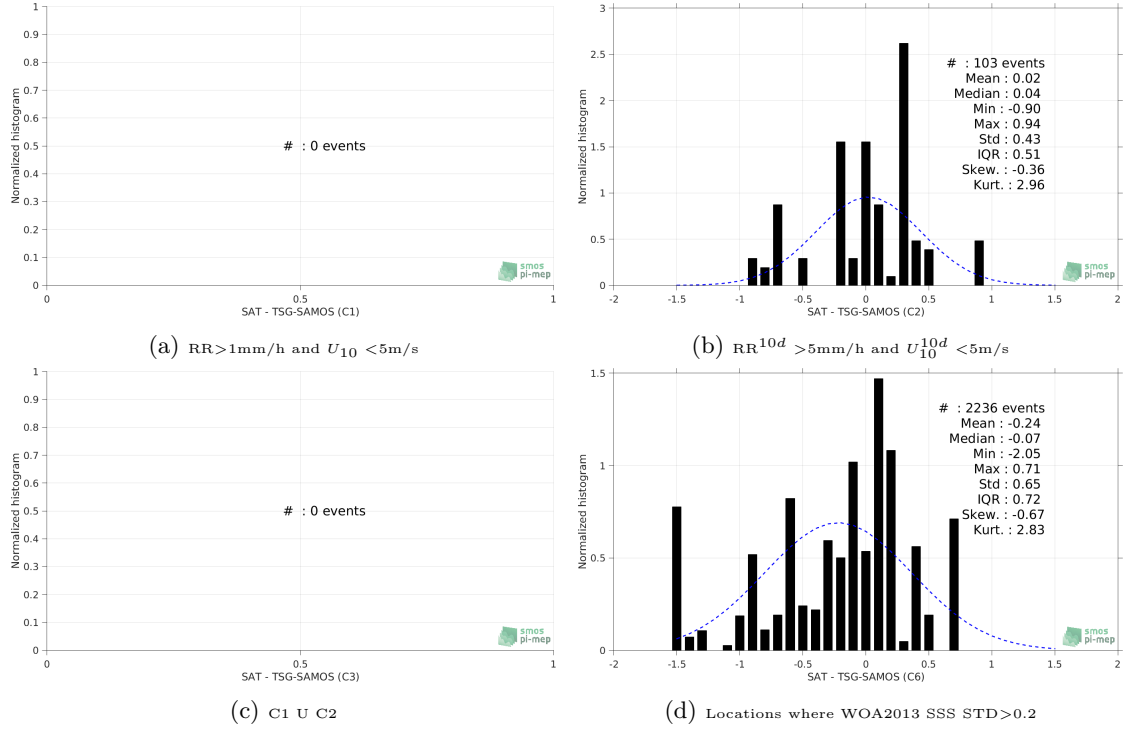 1
0.9
0.8
0.7
0.6
0.5
0.4
0.3
0.2
0.1
0
Normalized histogram
# : 0 events
smos
pi-mep
0 0.5 1
SAT - TSG-SAMOS (C1)
(a) RR>1mm/h and U10 <5m/s
3
2.5
2
1.5
1
0.5
0
Normalized histogram
# : 103 events
Mean : 0.02
Median : 0.04
Min : -0.90
Max : 0.94
Std : 0.43
IQR : 0.51
Skew. : -0.36
Kurt. : 2.96
smos
pi-mep
-2 -1.5 -1 -0.5 0 0.5 1 1.5 2
SAT - TSG-SAMOS (C2)
(b) RR^10d >5mm/h and U10^10d <5m/s
1
0.9
0.8
0.7
0.6
0.5
0.4
0.3
0.2
0.1
0
Normalized histogram
# : 0 events
smos
pi-mep
0 0.5 1
SAT - TSG-SAMOS (C3)
(c) C1 U C2
1.5
1
0.5
0
Normalized histogram
# : 2236 events
Mean : -0.24
Median : -0.07
Min : -2.05
Max : 0.71
Std : 0.65
IQR : 0.72
Skew. : -0.67
Kurt. : 2.83
smos
pi-mep
-2 -1.5 -1 -0.5 0 0.5 1 1.5 2
SAT - TSG-SAMOS (C6)
(d) Locations where WOA2013 SSS STD>0.2